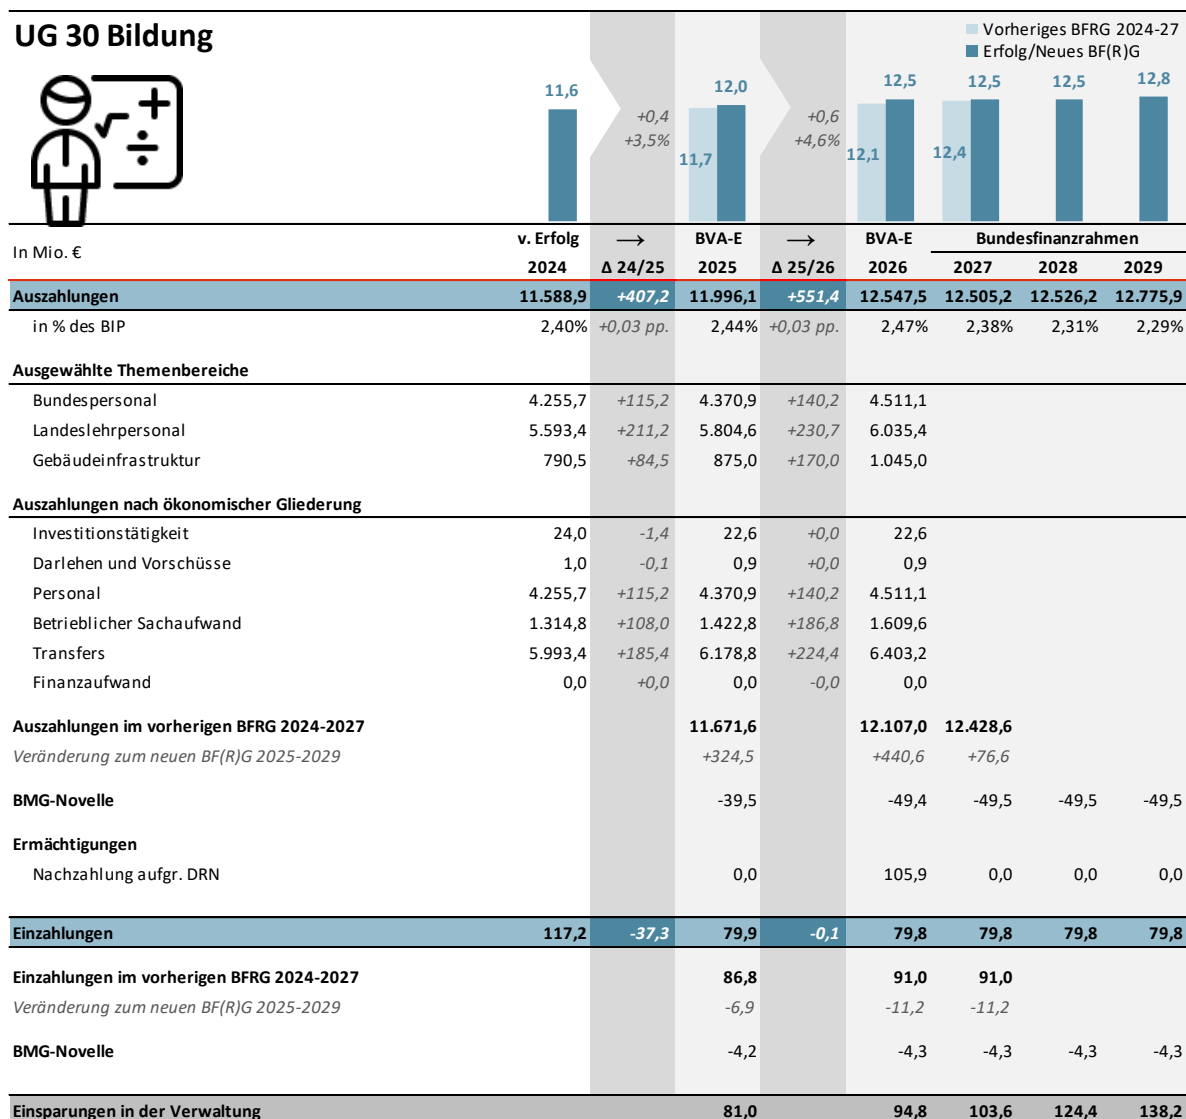 UG 30 Bildung
Vorheriges BFRG 2024-27
Erfolg/Neues BF(R)G
11,6 +0,4 +3,5% 11,7 12,0 +0,6 +4,6% 12,1 12,5 12,4 12,5 12,5 12,8
In Mio. € v. Erfolg → BVA-E → BVA-E Bundesfinanzrahmen
2024 Δ 24/25 2025 Δ 25/26 2026 2027 2028 2029
Auszahlungen 11.588,9 +407,2 11.996,1 +551,4 12.547,5 12.505,2 12.526,2 12.775,9
in % des BIP 2,40% +0,03 pp. 2,44% +0,03 pp. 2,47% 2,38% 2,31% 2,29%
Ausgewählte Themenbereiche
Bundespersonal 4.255,7 +115,2 4.370,9 +140,2 4.511,1
Landeslehrpersonal 5.593,4 +211,2 5.804,6 +230,7 6.035,4
Gebäudeinfrastruktur 790,5 +84,5 875,0 +170,0 1.045,0
Auszahlungen nach ökonomischer Gliederung
Investitionstätigkeit 24,0 -1,4 22,6 +0,0 22,6
Darlehen und Vorschüsse 1,0 -0,1 0,9 +0,0 0,9
Personal 4.255,7 +115,2 4.370,9 +140,2 4.511,1
Betrieblicher Sachaufwand 1.314,8 +108,0 1.422,8 +186,8 1.609,6
Transfers 5.993,4 +185,4 6.178,8 +224,4 6.403,2
Finanzaufwand 0,0 +0,0 0,0 -0,0 0,0
Auszahlungen im vorherigen BFRG 2024-2027 11.671,6 12.107,0 12.428,6
Veränderung zum neuen BF(R)G 2025-2029 +324,5 +440,6 +76,6
BMG-Novelle -39,5 -49,4 -49,5 -49,5 -49,5
Ermächtigungen
Nachzahlung aufgr. DRN 0,0 105,9 0,0 0,0 0,0
Einzahlungen 117,2 -37,3 79,9 -0,1 79,8 79,8 79,8 79,8
Einzahlungen im vorherigen BFRG 2024-2027 86,8 91,0 91,0
Veränderung zum neuen BF(R)G 2025-2029 -6,9 -11,2 -11,2
BMG-Novelle -4,2 -4,3 -4,3 -4,3 -4,3
Einsparungen in der Verwaltung 81,0 94,8 103,6 124,4 138,2